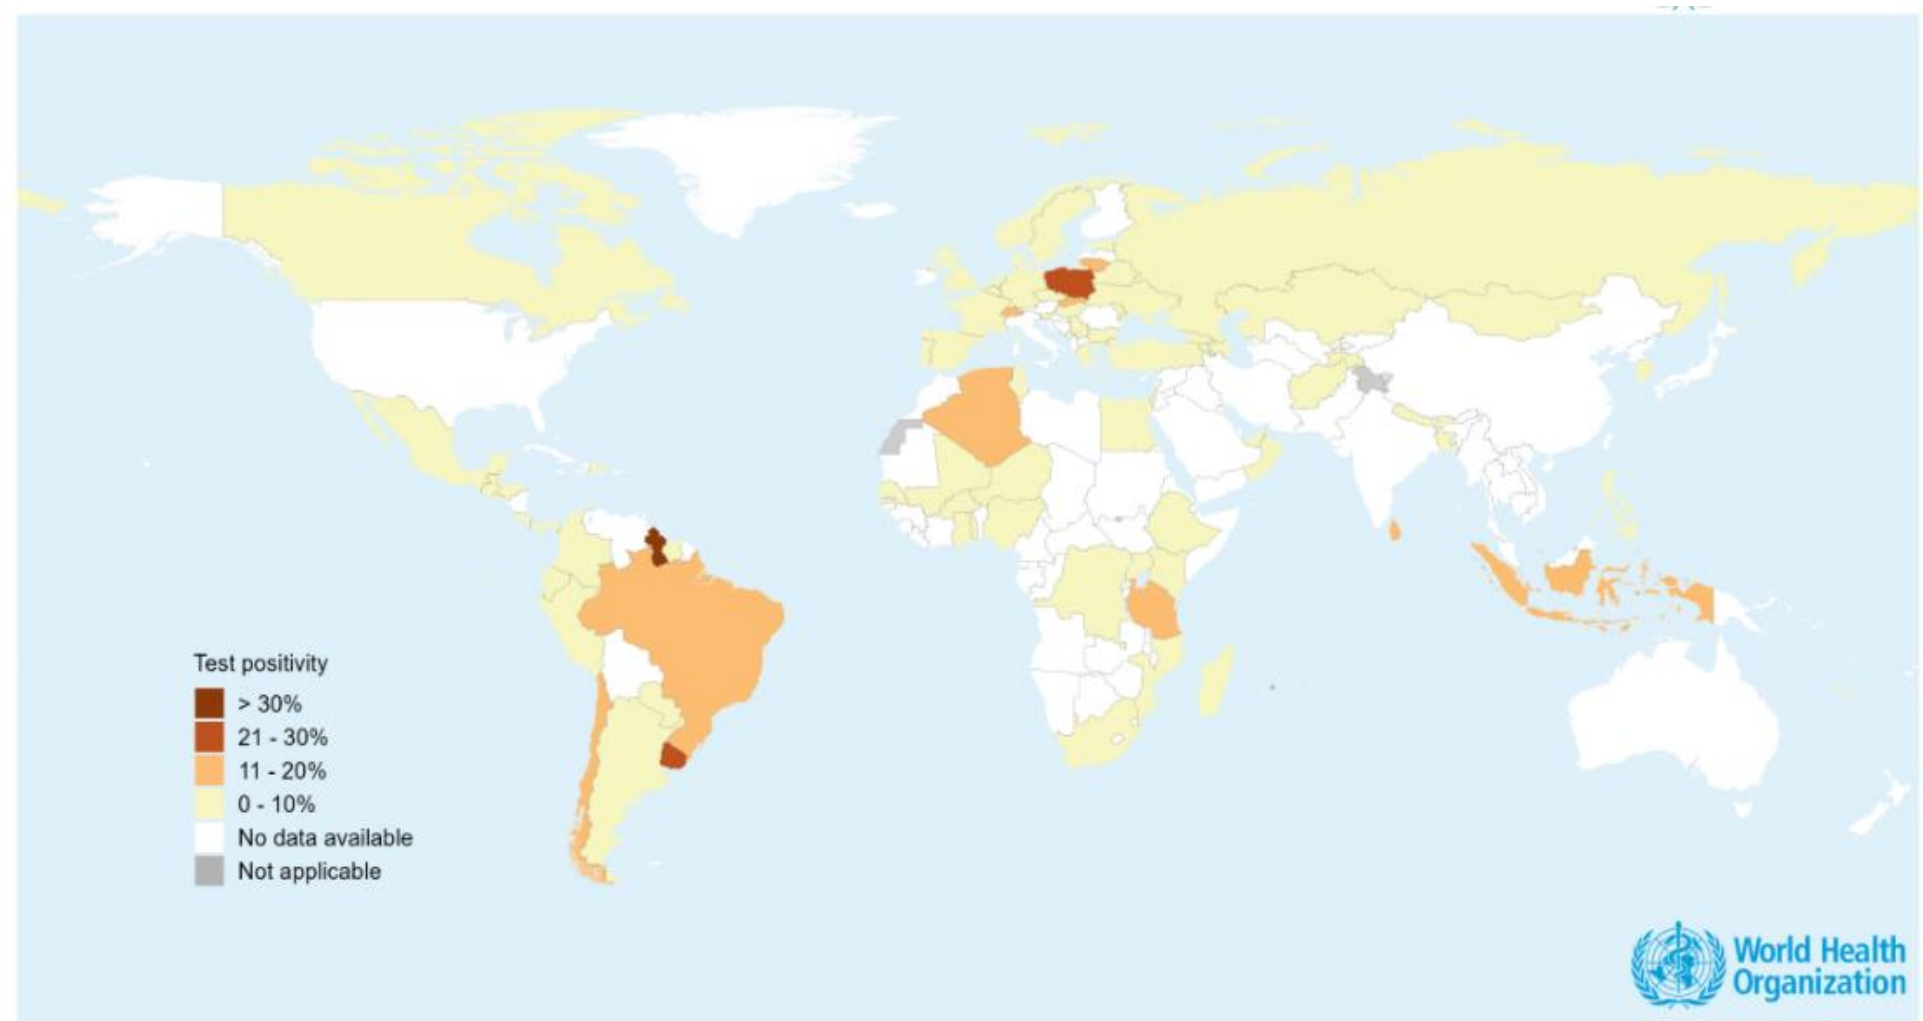 Test positivity
> 30%
21 - 30%
11 - 20%
0 - 10%
No data available
Not applicable
World Health
Organization